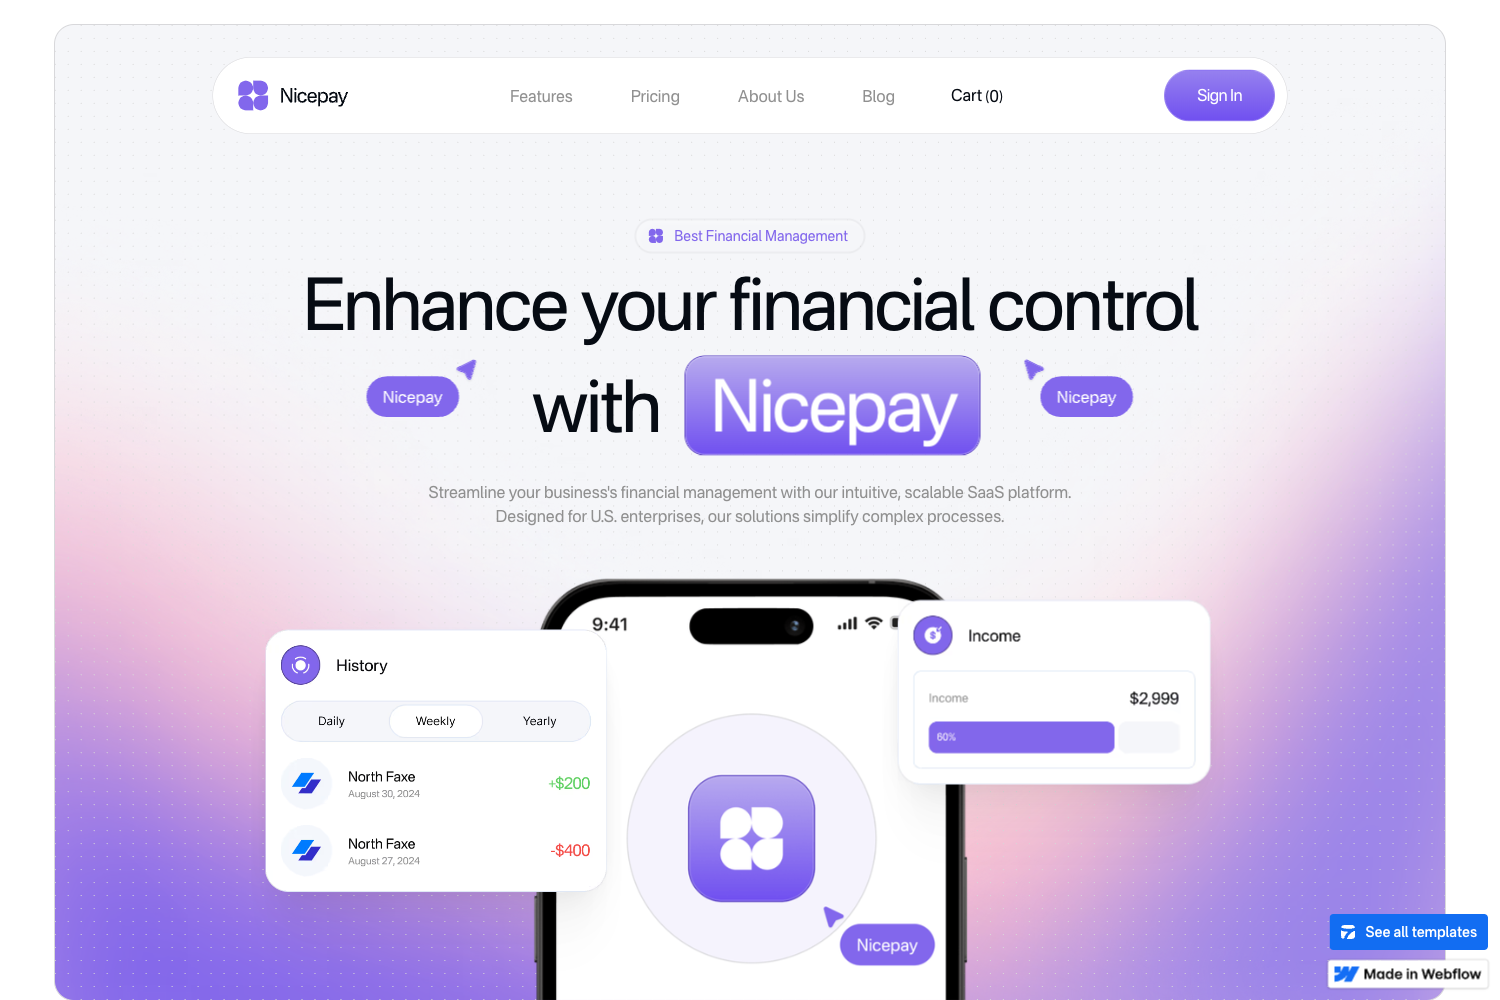 Nicepay
Features
Pricing
About Us
Blog
Cart (0)
Sign In
Best Financial Management
Enhance your financial control
with Nicepay
Nicepay
Nicepay
Streamline your business's financial management with our intuitive, scalable SaaS platform.
Designed for U.S. enterprises, our solutions simplify complex processes.
9:41
History
Daily
Weekly
Yearly
North Faxe
August 30, 2024
+$200
North Faxe
August 27, 2024
-$400
Income
Income
$2,999
60%
Nicepay
See all templates
Made in Webflow